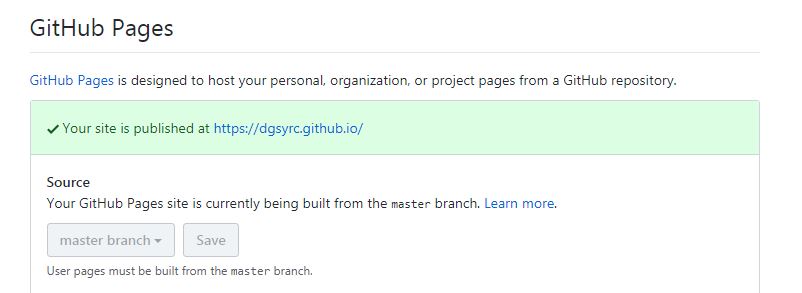 GitHub Pages
GitHub Pages is designed to host your personal, organization, or project pages from a GitHub repository.
Your site is published at https://dgsyrc.github.io/
Source
Your GitHub Pages site is currently being built from the master branch. Learn more.
master branch Save
User pages must be built from the master branch.